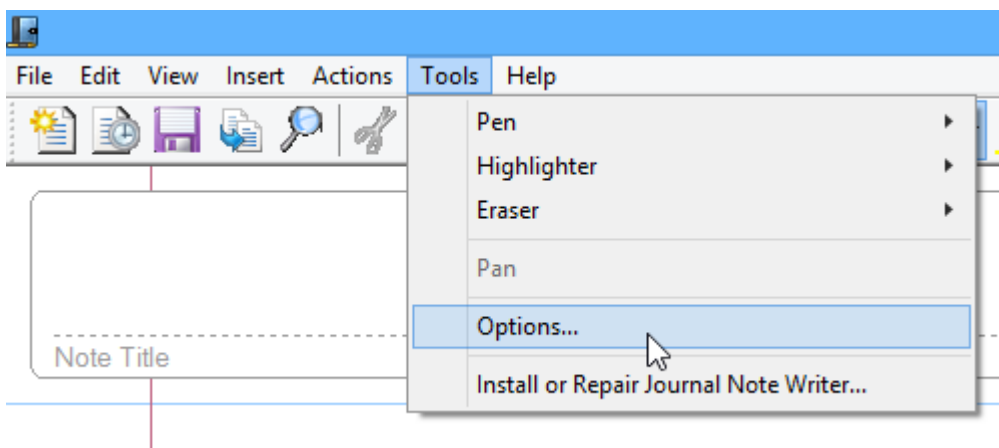 File Edit View Insert Actions Tools Help
Pen
Highlighter
Eraser
Pan
Options...
Note Title
Install or Repair Journal Note Writer...